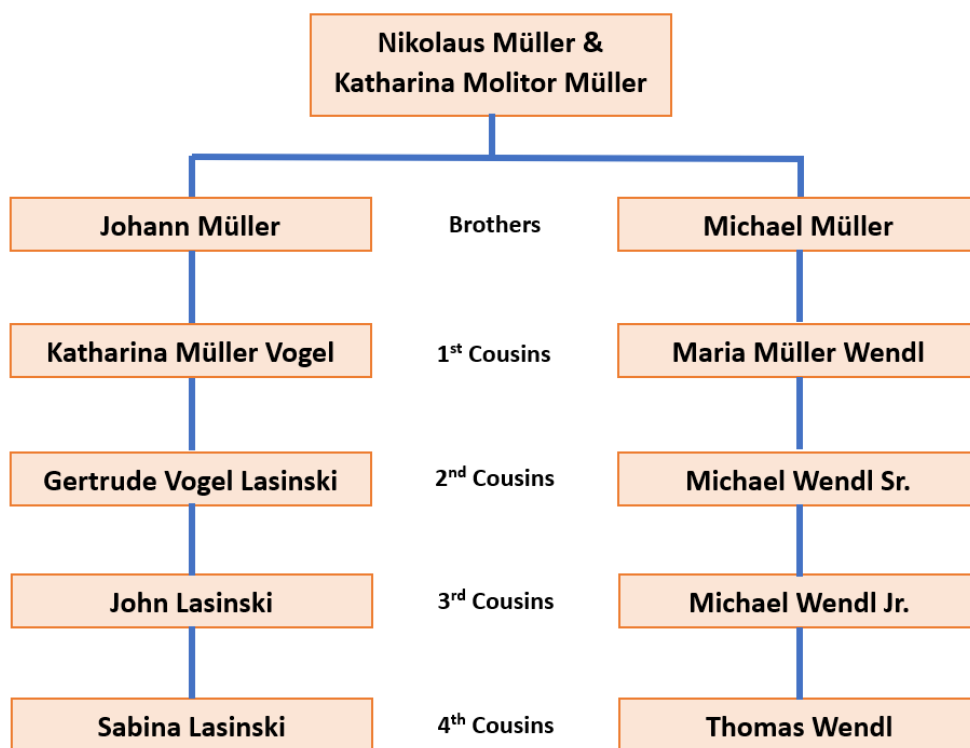 Nikolaus Müller &
Katharina Molitor Müller
Johann Müller Brothers Michael Müller
Katharina Müller Vogel 1st Cousins Maria Müller Wendl
Gertrude Vogel Lasinski 2nd Cousins Michael Wendl Sr.
John Lasinski 3rd Cousins Michael Wendl Jr.
Sabina Lasinski 4th Cousins Thomas Wendl